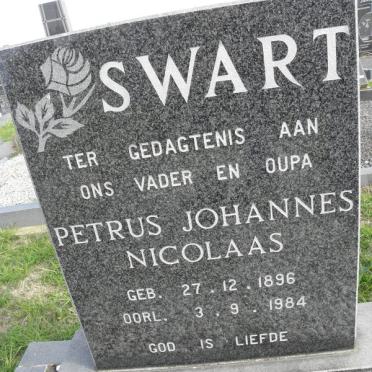 SWART
TER GEDAGTENIS AAN
ONS VADER EN OUPA
PETRUS JOHANNES
NICOLAAS
GEB. 27.12.1896
OORL. 3.9.1984
GOD IS LIEFDE